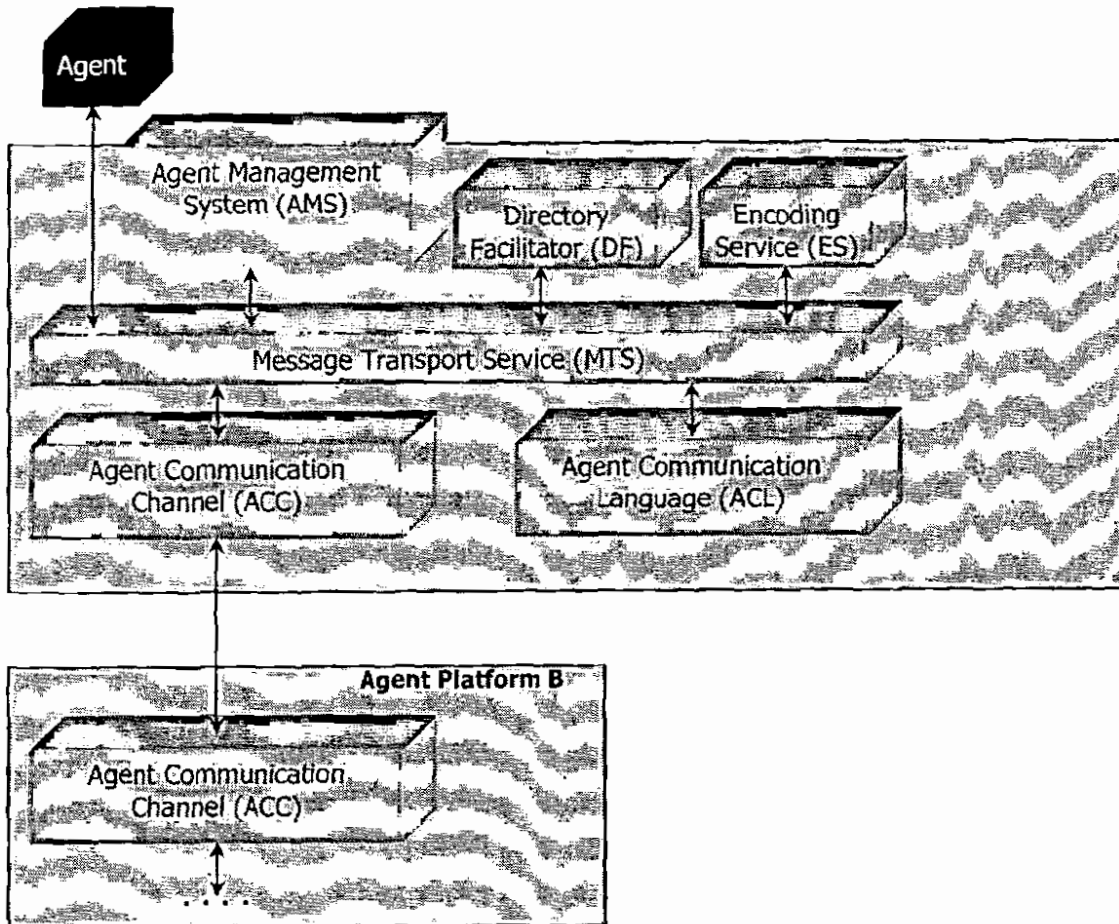 Agent
Agent Management
System (AMS)
Directory
Facilitator (DF)
Encoding
Service (ES)
Message Transport Service (MTS)
Agent Communication
Channel (ACC)
Agent Communication
Language (ACL)
Agent Platform B
Agent Communication
Channel (ACC)
.....